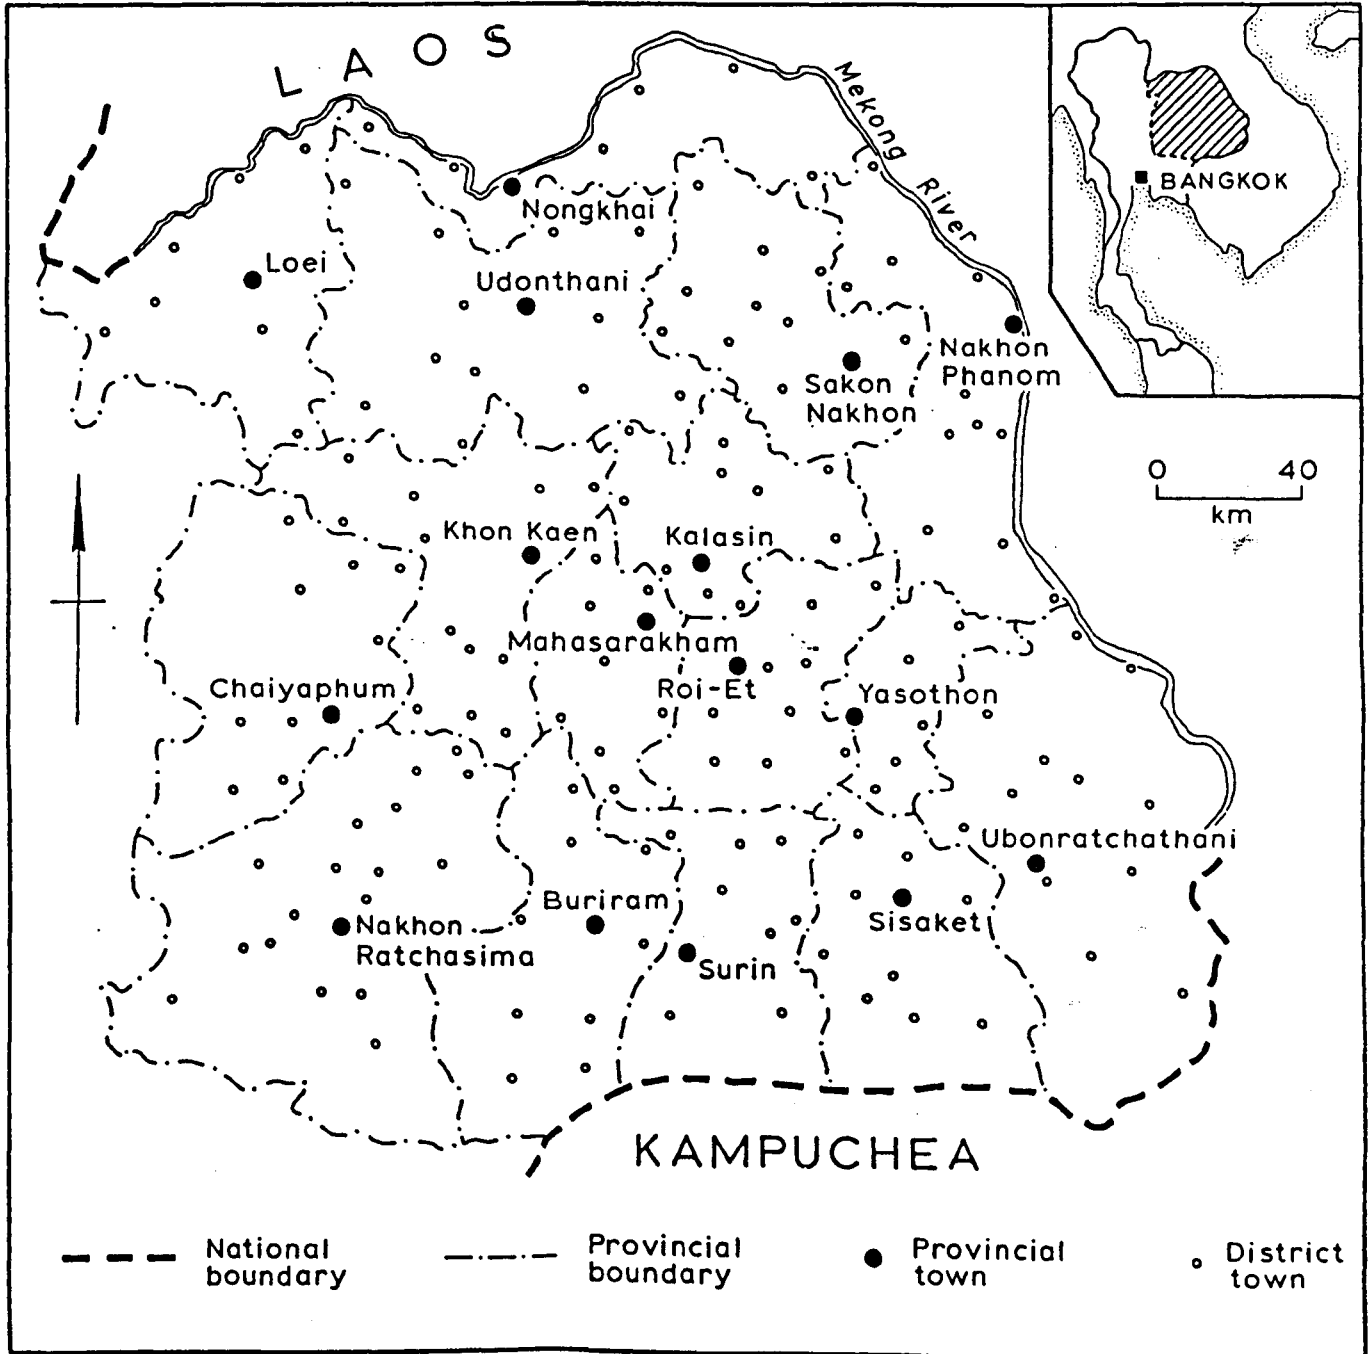 LAOS
Mekong River
BANGKOK
Nongkhai
Loei
Udonthani
Nakhon
Phanom
Sakon
Nakhon
0 40
km
Khon Kaen
Kalasin
Mahasarakham
Roi-Et
Chaiyaphum
Yasothon
Ubonratchathani
Buriram
Sisaket
Nakhon
Ratchasima
Surin
KAMPUCHEA
National
boundary
Provincial
boundary
Provincial
town
District
town